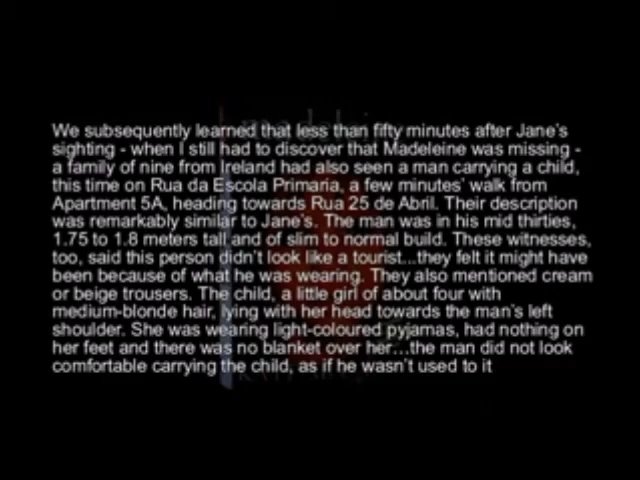 madeleine
We subsequently learned that less than fifty minutes after Jane's
sighting - when I still had to discover that Madeleine was missing -
a family of nine from Ireland had also seen a man carrying a child,
this time on Rua da Escola Primaria, a few minutes' walk from
Apartment 5A, heading towards Rua 25 de Abril. Their description
was remarkably similar to Jane's. The man was in his mid thirties,
1.75 to 1.8 meters tall and of slim to normal build. These witnesses,
too, said this person didn't look like a tourist...they felt it might have
been because of what he was wearing. They also mentioned cream
or beige trousers. The child, a little girl of about four with
medium-blonde hair, lying with her head towards the man's left
shoulder. She was wearing light-coloured pyjamas, had nothing on
her feet and there was no blanket over her...the man did not look
comfortable carrying the child, as if he wasn't used to it